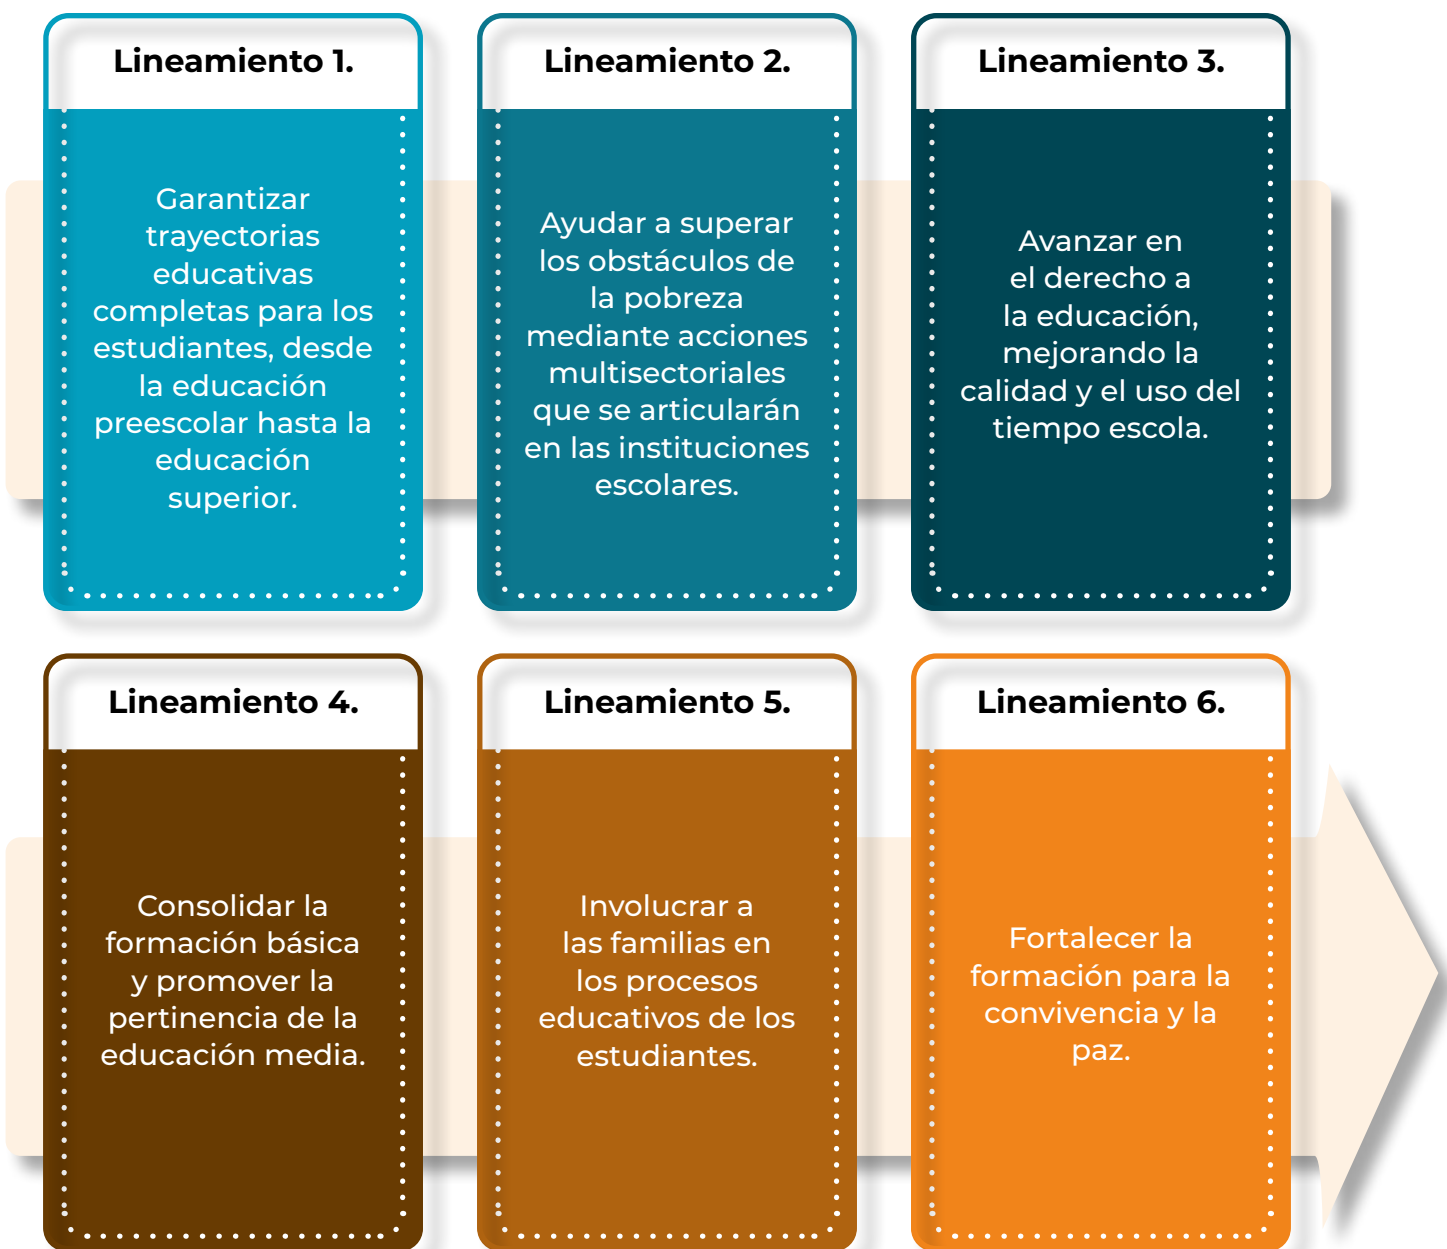 Lineamiento 1.
Garantizar
trayectorias
educativas
completas para los
estudiantes, desde
la educación
preescolar hasta la
educación
superior.
Lineamiento 2.
Ayudar a superar
los obstáculos de
la pobreza
mediante acciones
multisectoriales
que se articularán
en las instituciones
escolares.
Lineamiento 3.
Avanzar en
el derecho a
la educación,
mejorando la
calidad y el uso del
tiempo escola.
Lineamiento 4.
Consolidar la
formación básica
y promover la
pertinencia de la
educación media.
Lineamiento 5.
Involucrar a
las familias en
los procesos
educativos de los
estudiantes.
Lineamiento 6.
Fortalecer la
formación para la
convivencia y la
paz.